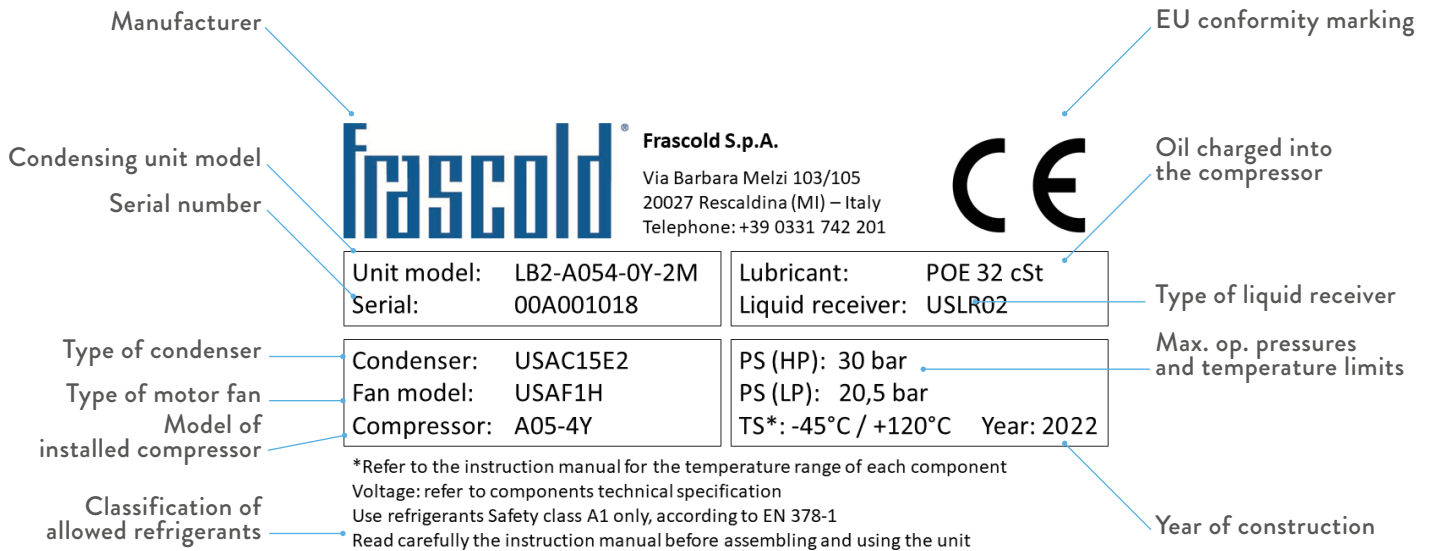 Manufacturer
EU conformity marking
frascold®
Frascold S.p.A.
Via Barbara Melzi 103/105
20027 Rescaldina (MI) – Italy
Telephone: +39 0331 742 201
CE
Condensing unit model
Serial number
Oil charged into
the compressor
Unit model: LB2-A054-0Y-2M
Serial: 00A001018
Lubricant: POE 32 cSt
Liquid receiver: USLR02
Type of liquid receiver
Type of condenser
Type of motor fan
Model of
installed compressor
Condenser: USAC15E2
Fan model: USAF1H
Compressor: A05-4Y
PS (HP): 30 bar
PS (LP): 20,5 bar
TS*: -45°C / +120°C Year: 2022
Max. op. pressures
and temperature limits
*Refer to the instruction manual for the temperature range of each component
Voltage: refer to components technical specification
Use refrigerants Safety class A1 only, according to EN 378-1
Read carefully the instruction manual before assembling and using the unit
Classification of
allowed refrigerants
Year of construction